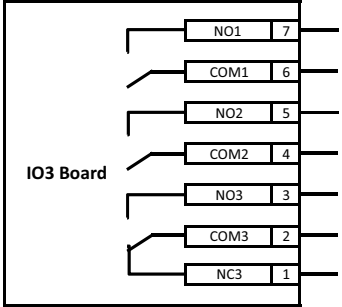 NO1 7
COM1 6
NO2 5
COM2 4
IO3 Board
NO3 3
COM3 2
NC3 1